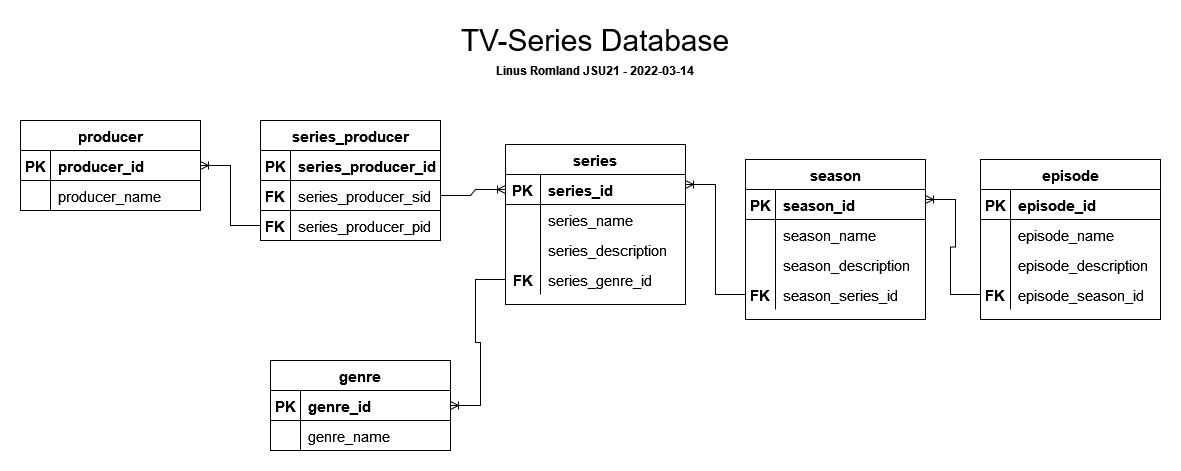 TV-Series Database
Linus Romland JSU21 - 2022-03-14
producer
PK producer_id
producer_name
series_producer
PK series_producer_id
FK series_producer_sid
FK series_producer_pid
series
PK series_id
series_name
series_description
FK series_genre_id
season
PK season_id
season_name
season_description
FK season_series_id
episode
PK episode_id
episode_name
episode_description
FK episode_season_id
genre
PK genre_id
genre_name